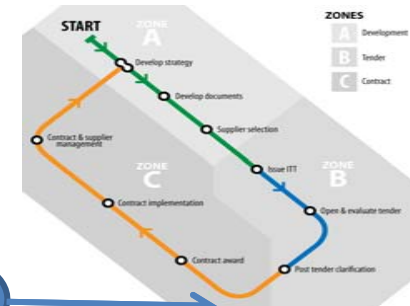 START
ZONE
A
Develop strategy
Develop documents
Supplier selection
Issue ITT
ZONE
B
Open & evaluate tender
Post tender clarification
Contract award
Contract implementation
ZONE
C
Contract & supplier
management
ZONES
A Development
B Tender
C Contract